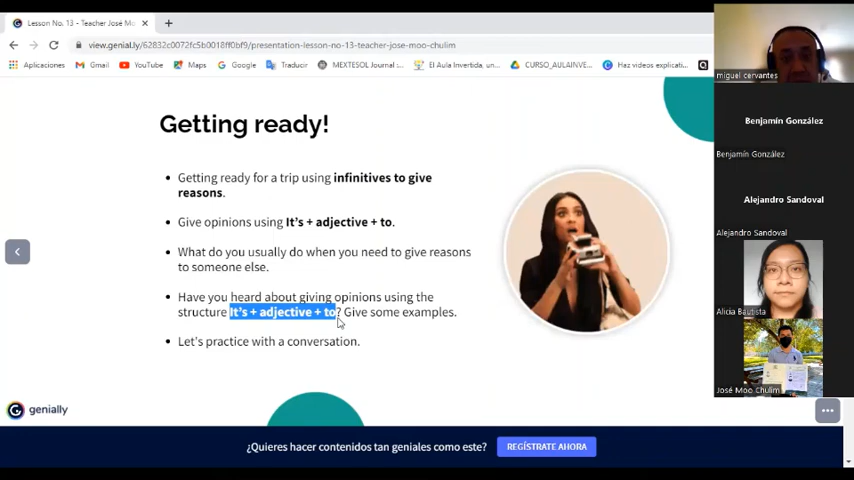 Lesson No. 13 - Teacher José Mo
view.genial.ly/62832c0072fc5b0018ff0bf9/presentation-lesson-no-13-teacher-jose-moo-chulim
Aplicaciones Gmail YouTube Maps Google Traducir MEXTESOL Journal :... El Aula Invertida, un... CURSO_AULAINVE... Haz videos explicati...
Getting ready!
• Getting ready for a trip using infinitives to give
reasons.
• Give opinions using It's + adjective + to.
• What do you usually do when you need to give reasons
to someone else.
• Have you heard about giving opinions using the
structure It's + adjective + to? Give some examples.
• Let's practice with a conversation.
genially
¿Quieres hacer contenidos tan geniales como este? REGÍSTRATE AHORA
miguel cervantes
Benjamín González
Benjamín González
Alejandro Sandoval
Alejandro Sandoval
Alicia Bautista
José Moo Chulim